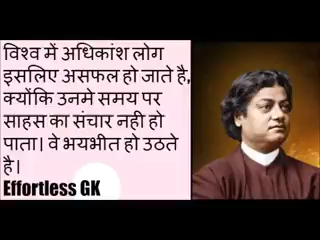 विश्व में अधिकांश लोग
इसलिए असफल हो जाते है,
क्योंकि उनमे समय पर
साहस का संचार नही हो
पाता। वे भयभीत हो उठते
है।
Effortless GK